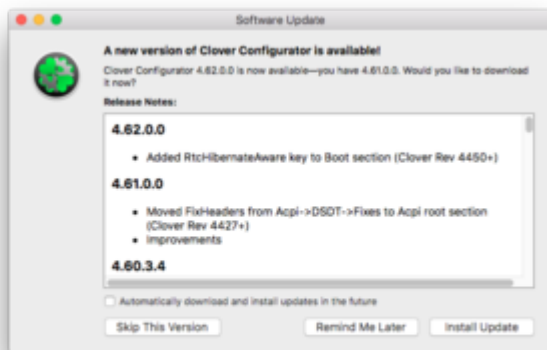 Software Update
A new version of Clover Configurator is available!
Clover Configurator 4.62.0.0 is now available—you have 4.61.0.0. Would you like to download
it now?
Release Notes:
4.62.0.0
• Added RtcHibernateAware key to Boot section (Clover Rev 4450+)
4.61.0.0
• Moved FixHeaders from Acpi->DSDT->Fixes to Acpi root section
(Clover Rev 4427+)
• Improvements
4.60.3.4
Automatically download and install updates in the future
Skip This Version
Remind Me Later
Install Update